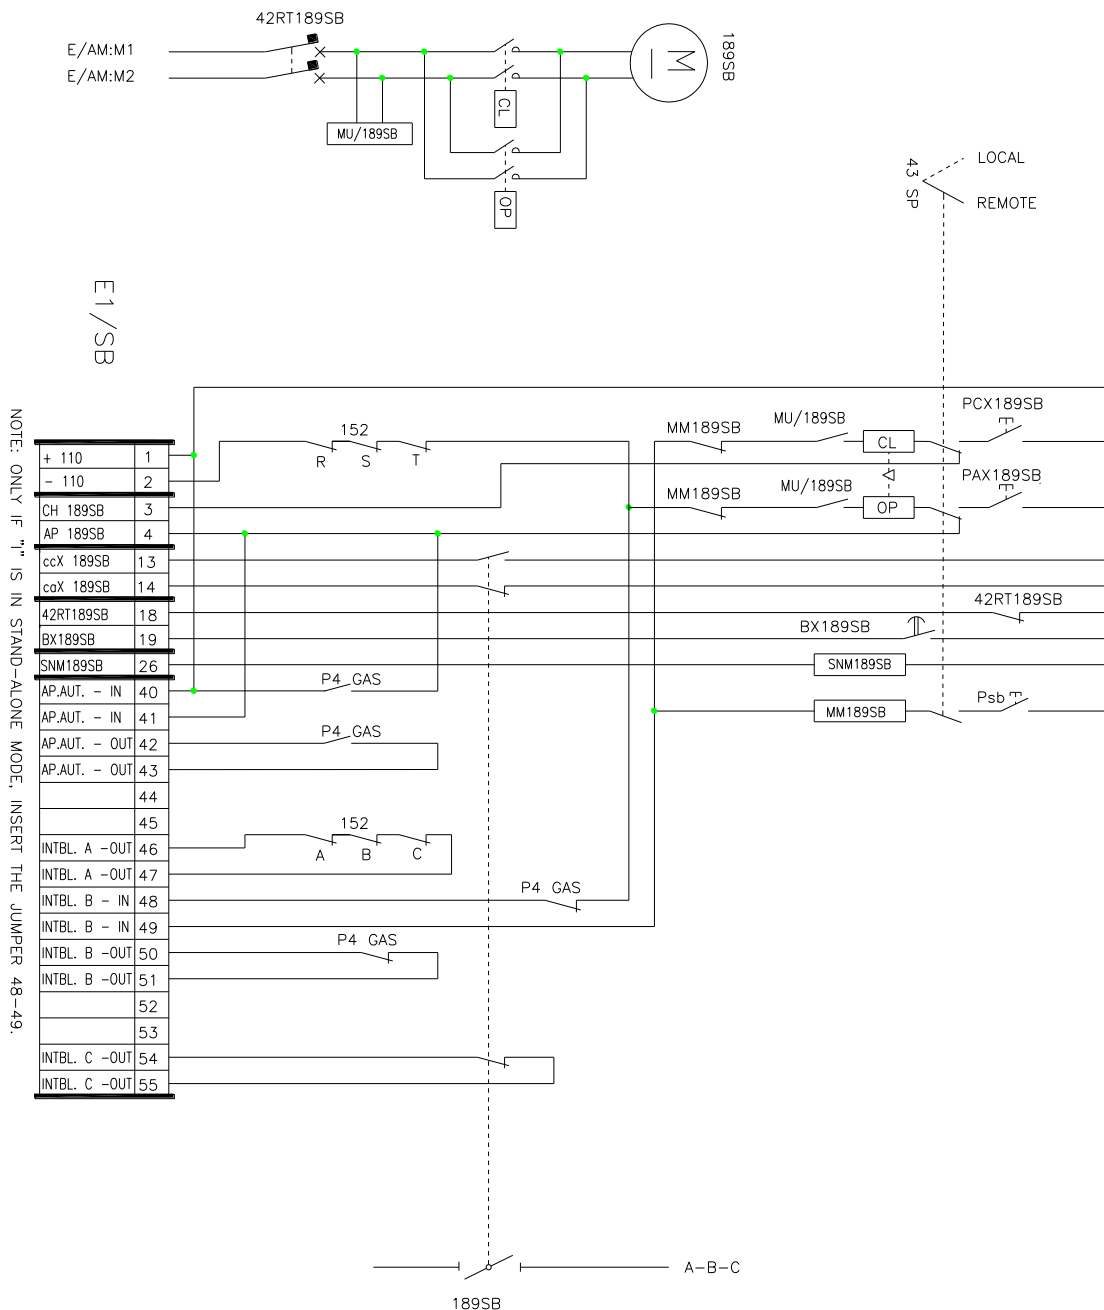 42RT189SB
E/AM:M1
E/AM:M2
MU/189SB
CL
OP
M
189SB
43 SP
LOCAL
REMOTE
E1/SB
NOTE: ONLY IF "I" IS IN STAND-ALONE MODE, INSERT THE JUMPER 48-49.
+ 110 1
- 110 2
CH 189SB 3
AP 189SB 4
ccX 189SB 13
caX 189SB 14
42RT189SB 18
BX189SB 19
SNM189SB 26
AP.AUT. - IN 40
AP.AUT. - IN 41
AP.AUT. - OUT 42
AP.AUT. - OUT 43
44
45
INTBL. A -OUT 46
INTBL. A -OUT 47
INTBL. B - IN 48
INTBL. B - IN 49
INTBL. B -OUT 50
INTBL. B -OUT 51
52
53
INTBL. C -OUT 54
INTBL. C -OUT 55
152
R S T
MM189SB
MU/189SB
CL
PCX189SB
MM189SB
MU/189SB
OP
PAX189SB
42RT189SB
BX189SB
SNM189SB
P4 GAS
MM189SB
Psb
P4 GAS
152
A B C
P4 GAS
P4 GAS
A-B-C
189SB